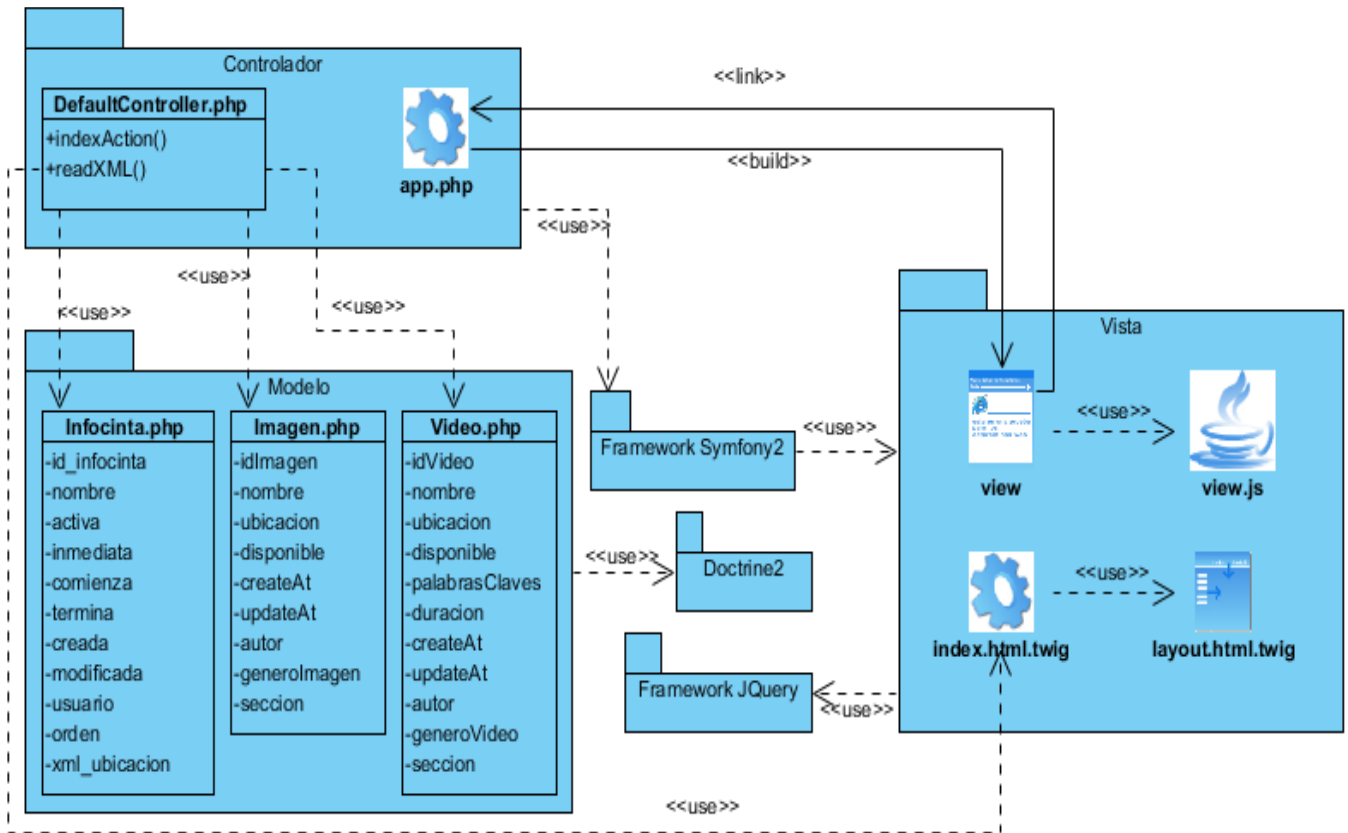 Controlador
DefaultController.php
+indexAction()
+readXML()
app.php
<<link>>
<<build>>
<<use>>
<<use>>
<<use>>
<<use>>
Modelo
Infocinta.php
-id_infocinta
-nombre
-activa
-inmediata
-comienza
-termina
-creada
-modificada
-usuario
-orden
-xml_ubicacion
Imagen.php
-idImagen
-nombre
-ubicacion
-disponible
-createAt
-updateAt
-autor
-generoImagen
-seccion
Video.php
-idVideo
-nombre
-ubicacion
-disponible
-palabrasClaves
-duracion
-createAt
-updateAt
-autor
-generoVideo
-seccion
Framework Symfony2
<<use>>
<<use>>
Doctrine2
Framework JQuery
<<use>>
Vista
view
<<use>>
view.js
index.html.twig
<<use>>
layout.html.twig
<<use>>